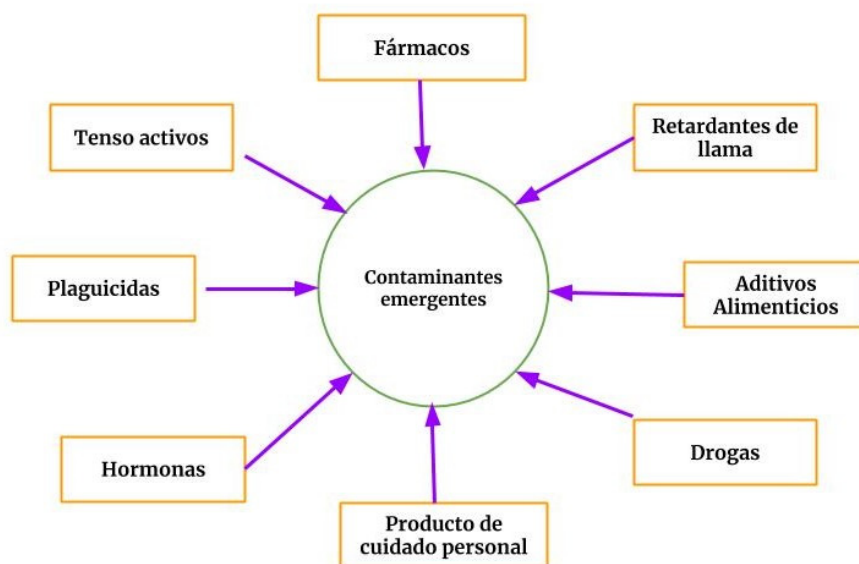 Fármacos
Tenso activos
Retardantes de
llama
Plaguicidas
Contaminantes
emergentes
Aditivos
Alimenticios
Hormonas
Drogas
Producto de
cuidado personal